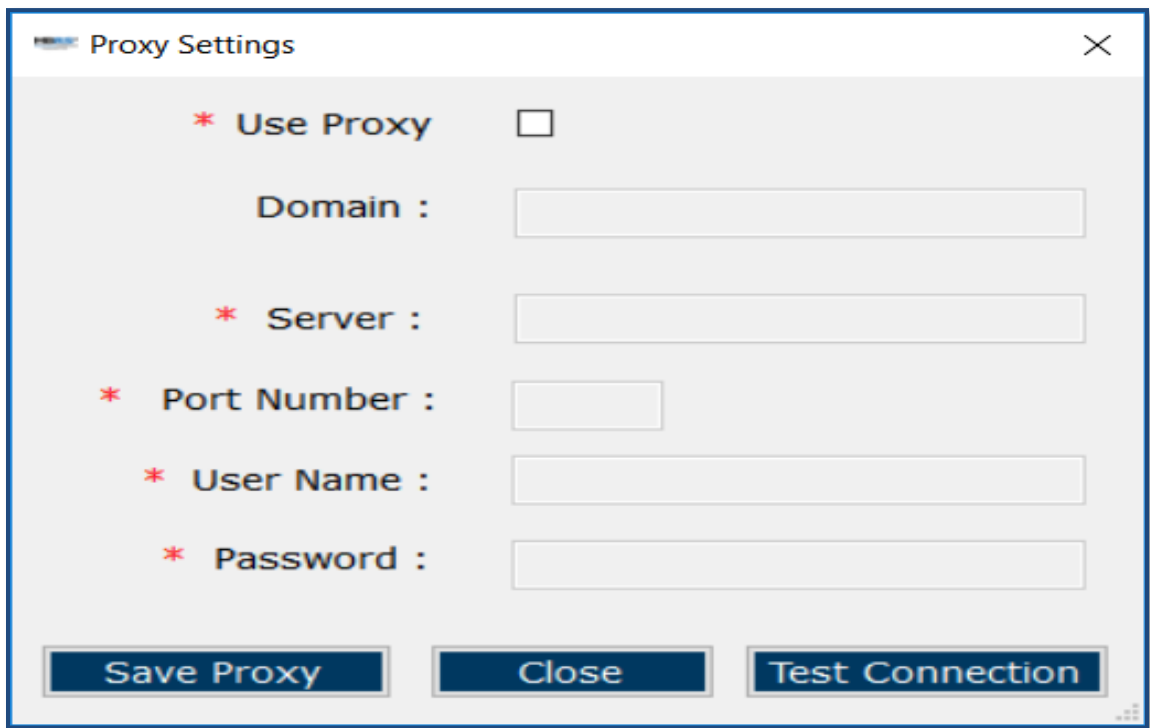 Proxy Settings
* Use Proxy
Domain :
* Server :
* Port Number :
* User Name :
* Password :
Save Proxy Close Test Connection